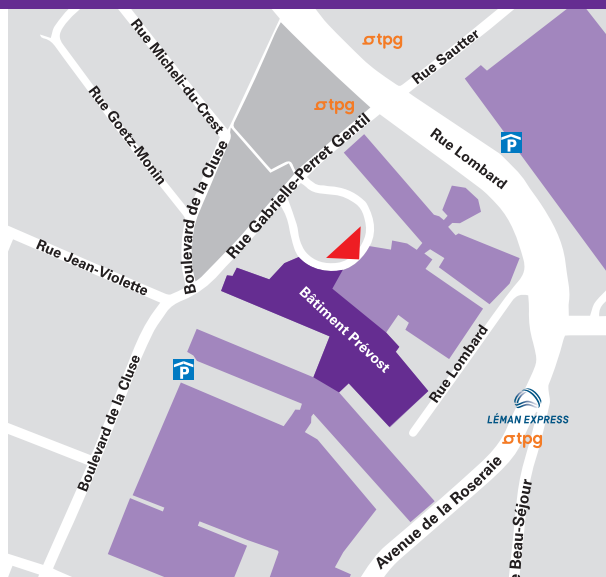 tpg
Rue Sautter
Rue Micheli-du-Crest
tpg
Rue Goetz-Monin
Rue Gabrielle-Perret Gentil
Rue Lombard
P
Boulevard de la Cluse
Rue Jean-Violette
Bâtiment Prévost
Rue Lombard
P
Boulevard de la Cluse
LÉMAN EXPRESS
tpg
Avenue de la Roseraie
Beau-Séjour